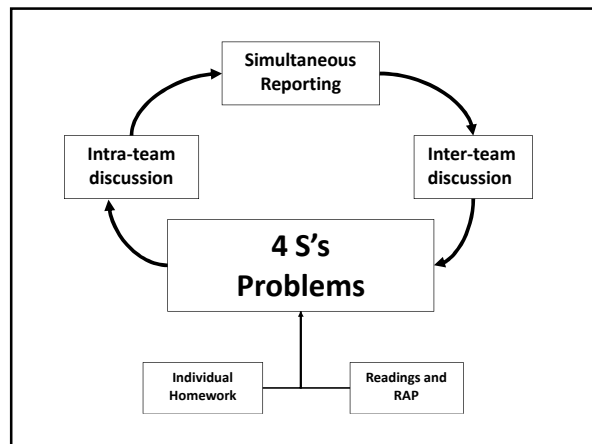 Simultaneous
Reporting
Intra-team
discussion
Inter-team
discussion
4 S’s
Problems
Individual
Homework
Readings and
RAP